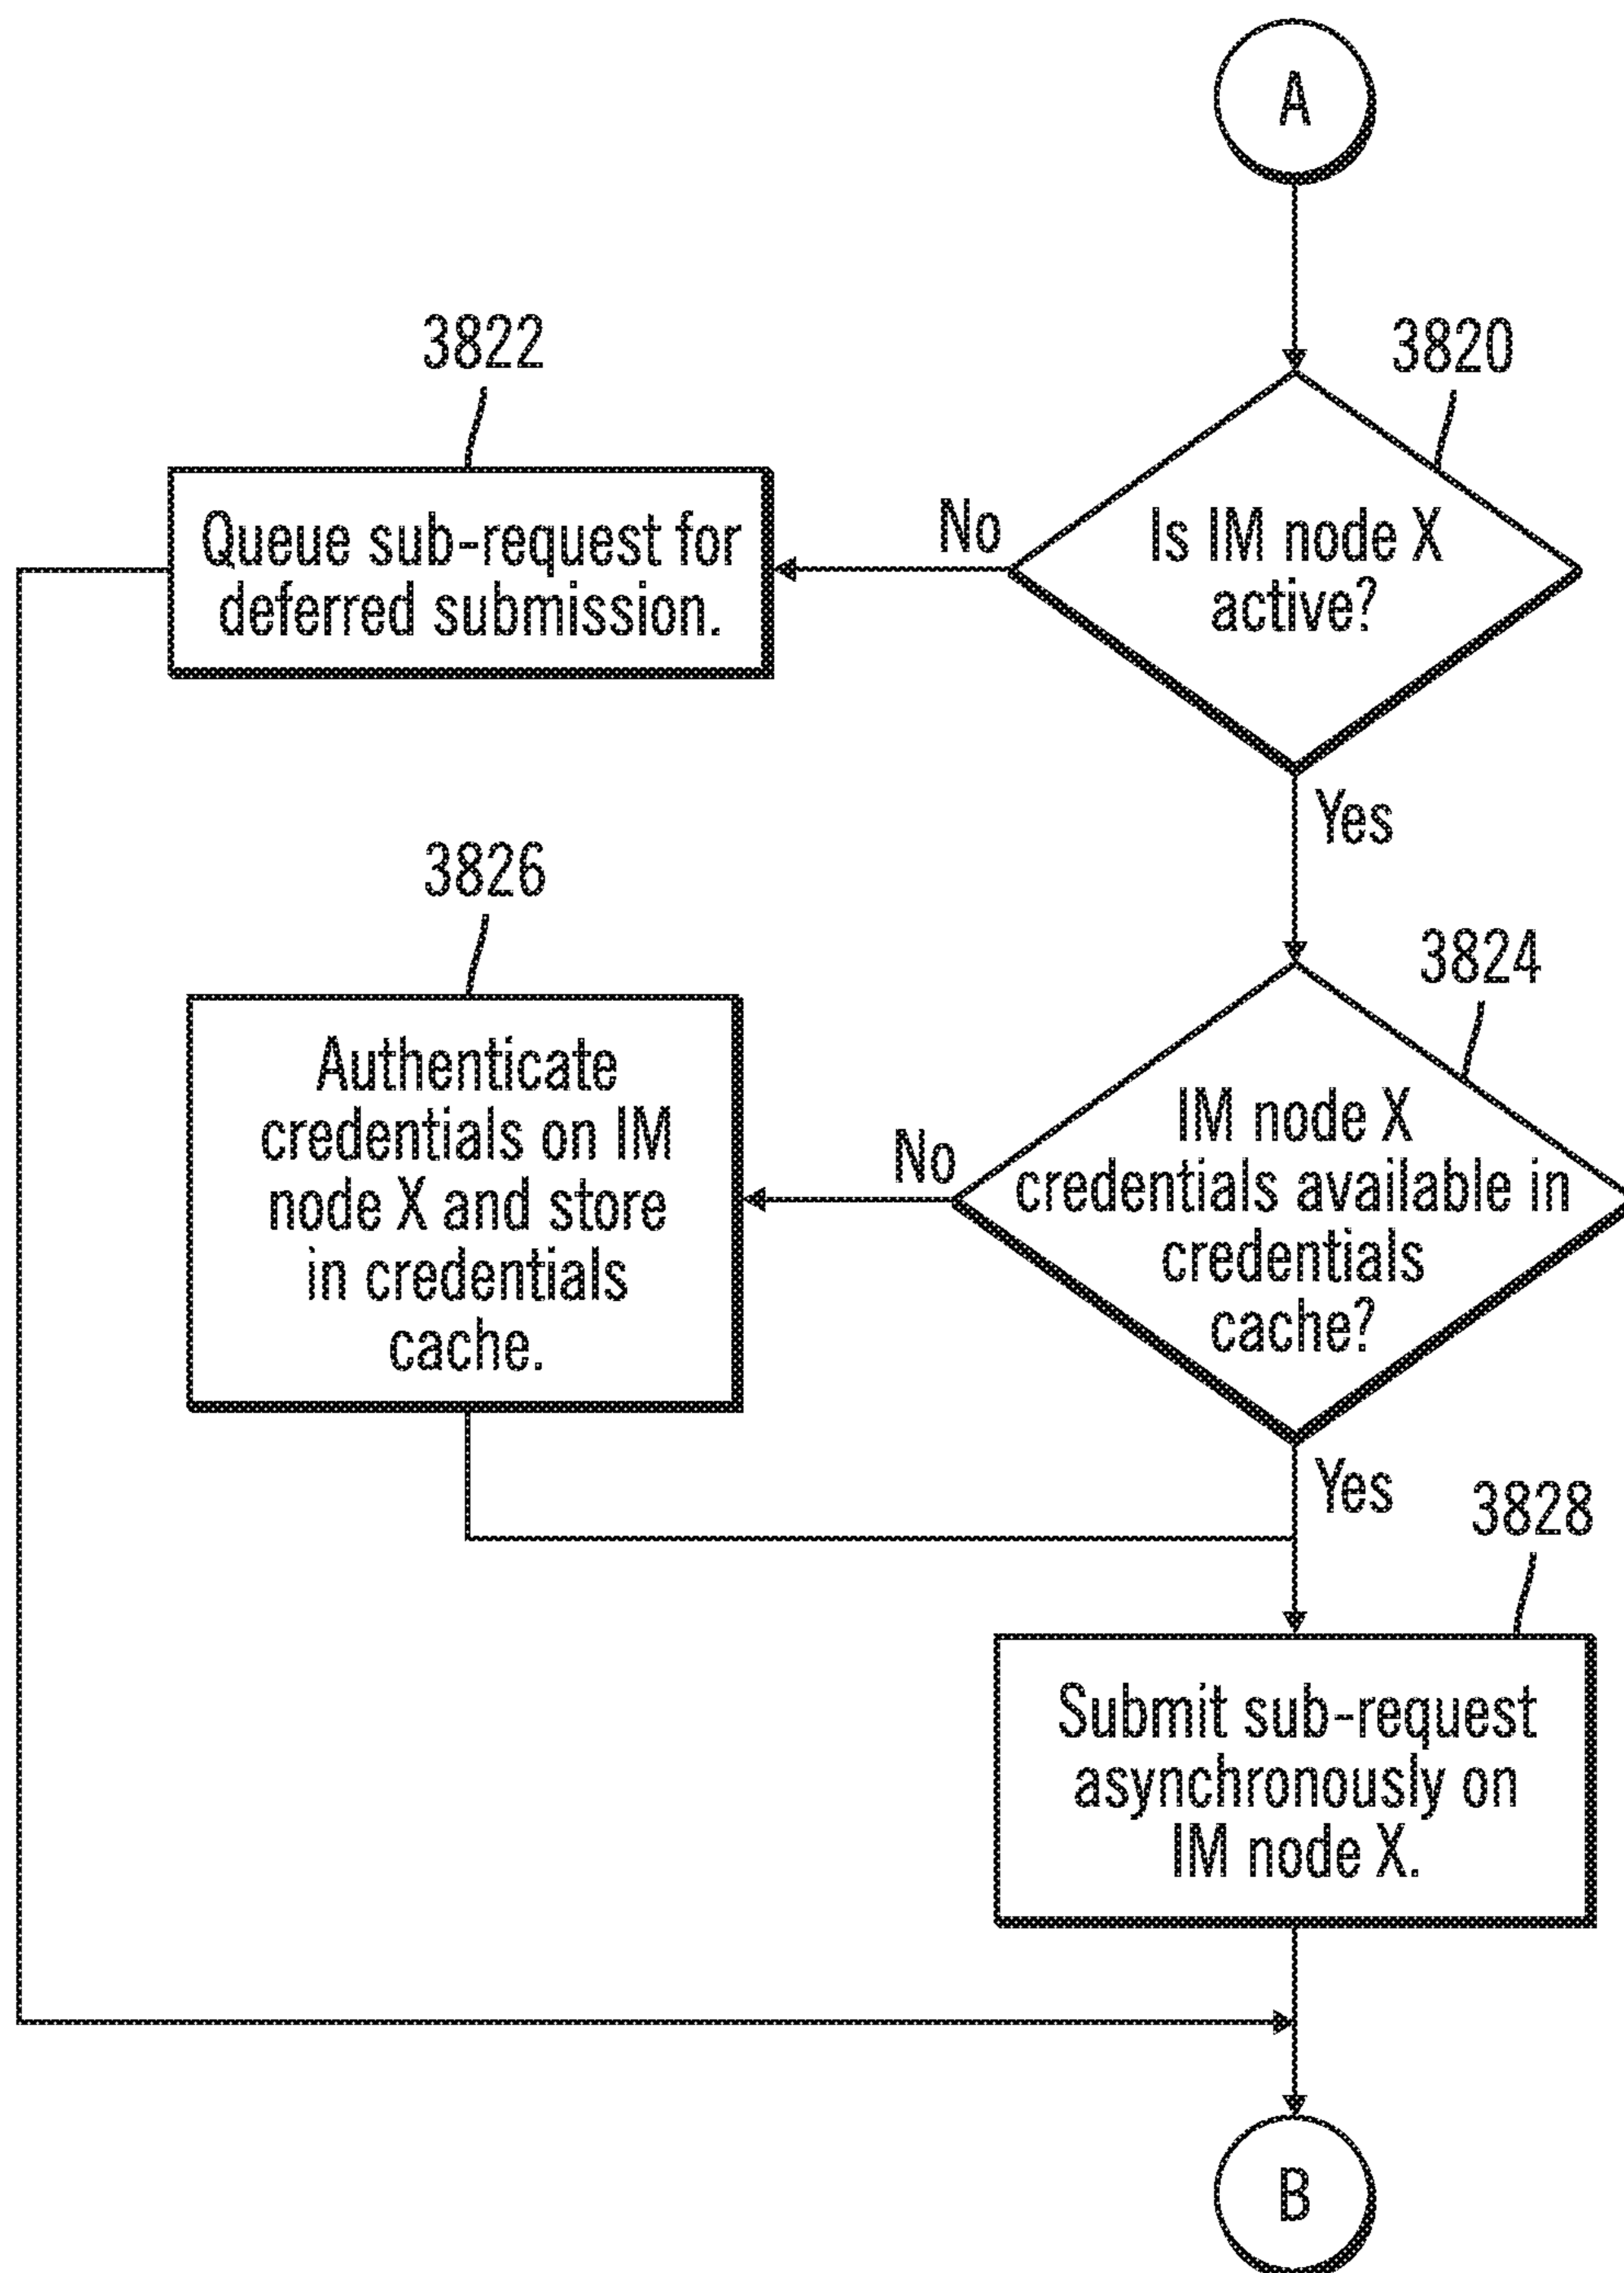 A
3822
3820
Queue sub-request for
deferred submission.
No
Is IM node X
active?
Yes
3826
3824
Authenticate
credentials on IM
node X and store
in credentials
cache.
No
IM node X
credentials available in
credentials
cache?
Yes
3828
Submit sub-request
asynchronously on
IM node X.
B